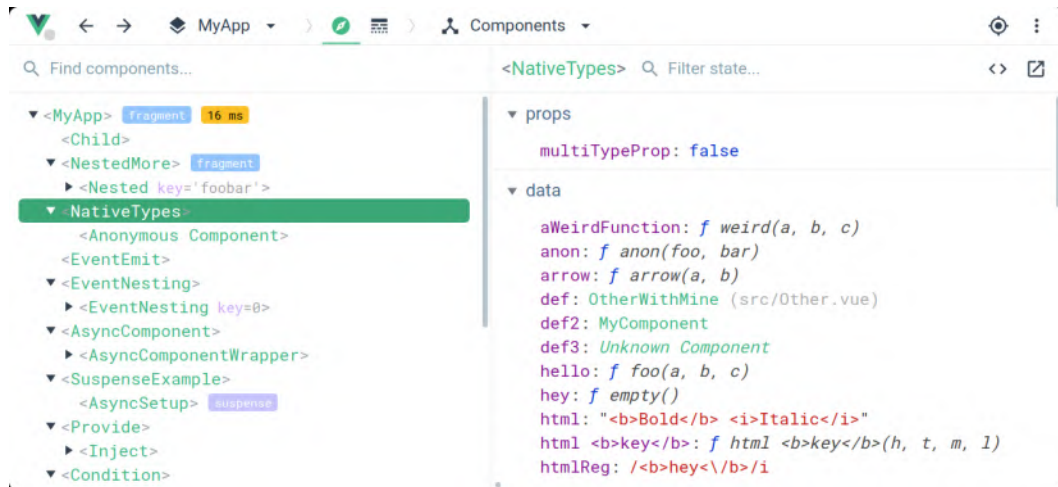 MyApp
Components
Find components...
<MyApp> fragment 16 ms
<Child>
<NestedMore> fragment
<Nested key='foobar'>
<NativeTypes>
<Anonymous Component>
<EventEmit>
<EventNesting>
<EventNesting key=0>
<AsyncComponent>
<AsyncComponentWrapper>
<SuspenseExample>
<AsyncSetup> suspense
<Provide>
<Inject>
<Condition>
<NativeTypes> Filter state...
props
multiTypeProp: false
data
aWeirdFunction: ƒ weird(a, b, c)
anon: ƒ anon(foo, bar)
arrow: ƒ arrow(a, b)
def: OtherWithMine (src/Other.vue)
def2: MyComponent
def3: Unknown Component
hello: ƒ foo(a, b, c)
hey: ƒ empty()
html: "<b>Bold</b> <i>Italic</i>"
html <b>key</b>: ƒ html <b>key</b>(h, t, m, l)
htmlReg: /<b>hey<\/b>/i